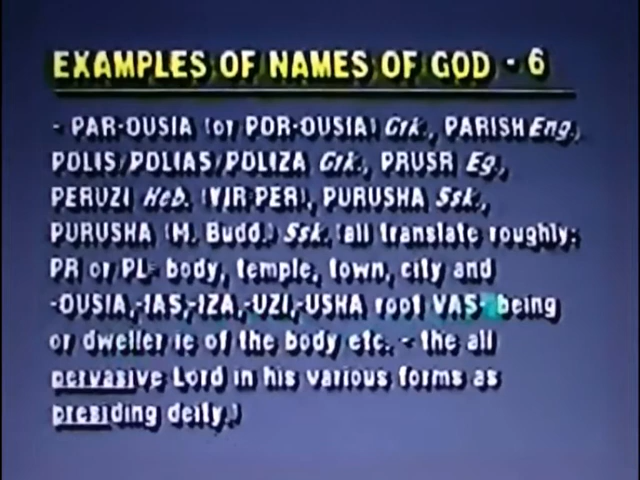 EXAMPLES OF NAMES OF GOD - 6
- PAR-OUSIA (or POR-OUSIA) Grk., PARISH Eng.,
POLIS/POLIAS/POLIZA Grk., PRUSR Eg.,
PERUZI Heb. (YIR PER), PURUSHA Ssk.,
PURUSHA (M. Budd.) Ssk. (all translate roughly:
PR or PL= body, temple, town, city and
-OUSIA,-IAS,-IZA,-UZI,-USHA root VAS- being
or dweller ie of the body etc. - the all
pervasive Lord in his various forms as
presiding deity.)